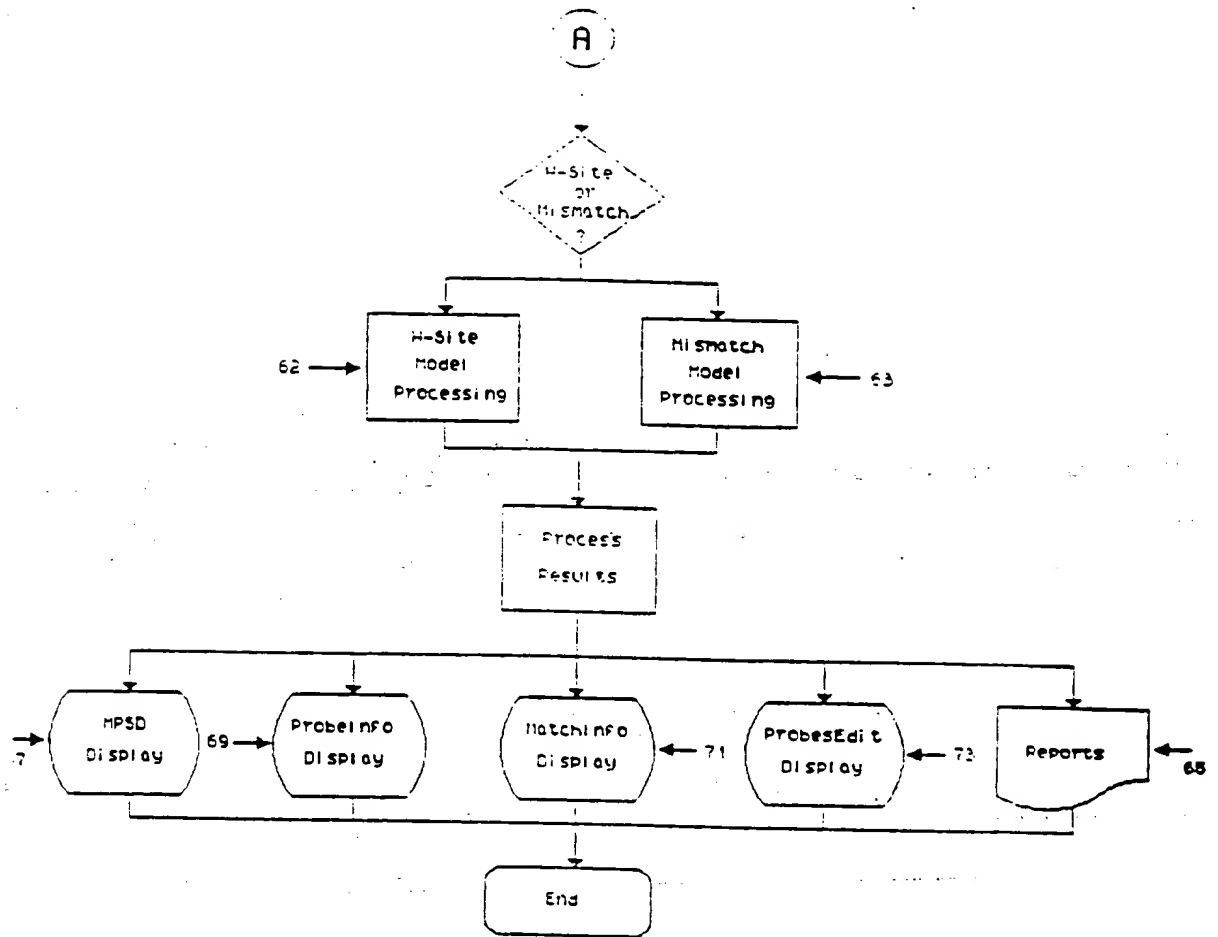 A
H-Site
or
Mismatch
?
H-Site
Model
Processing
62
Mismatch
Model
Processing
63
Process
Results
MPSD
Display
7
ProbeInfo
Display
69
MatchInfo
Display
71
ProbesEdit
Display
73
Reports
65
End